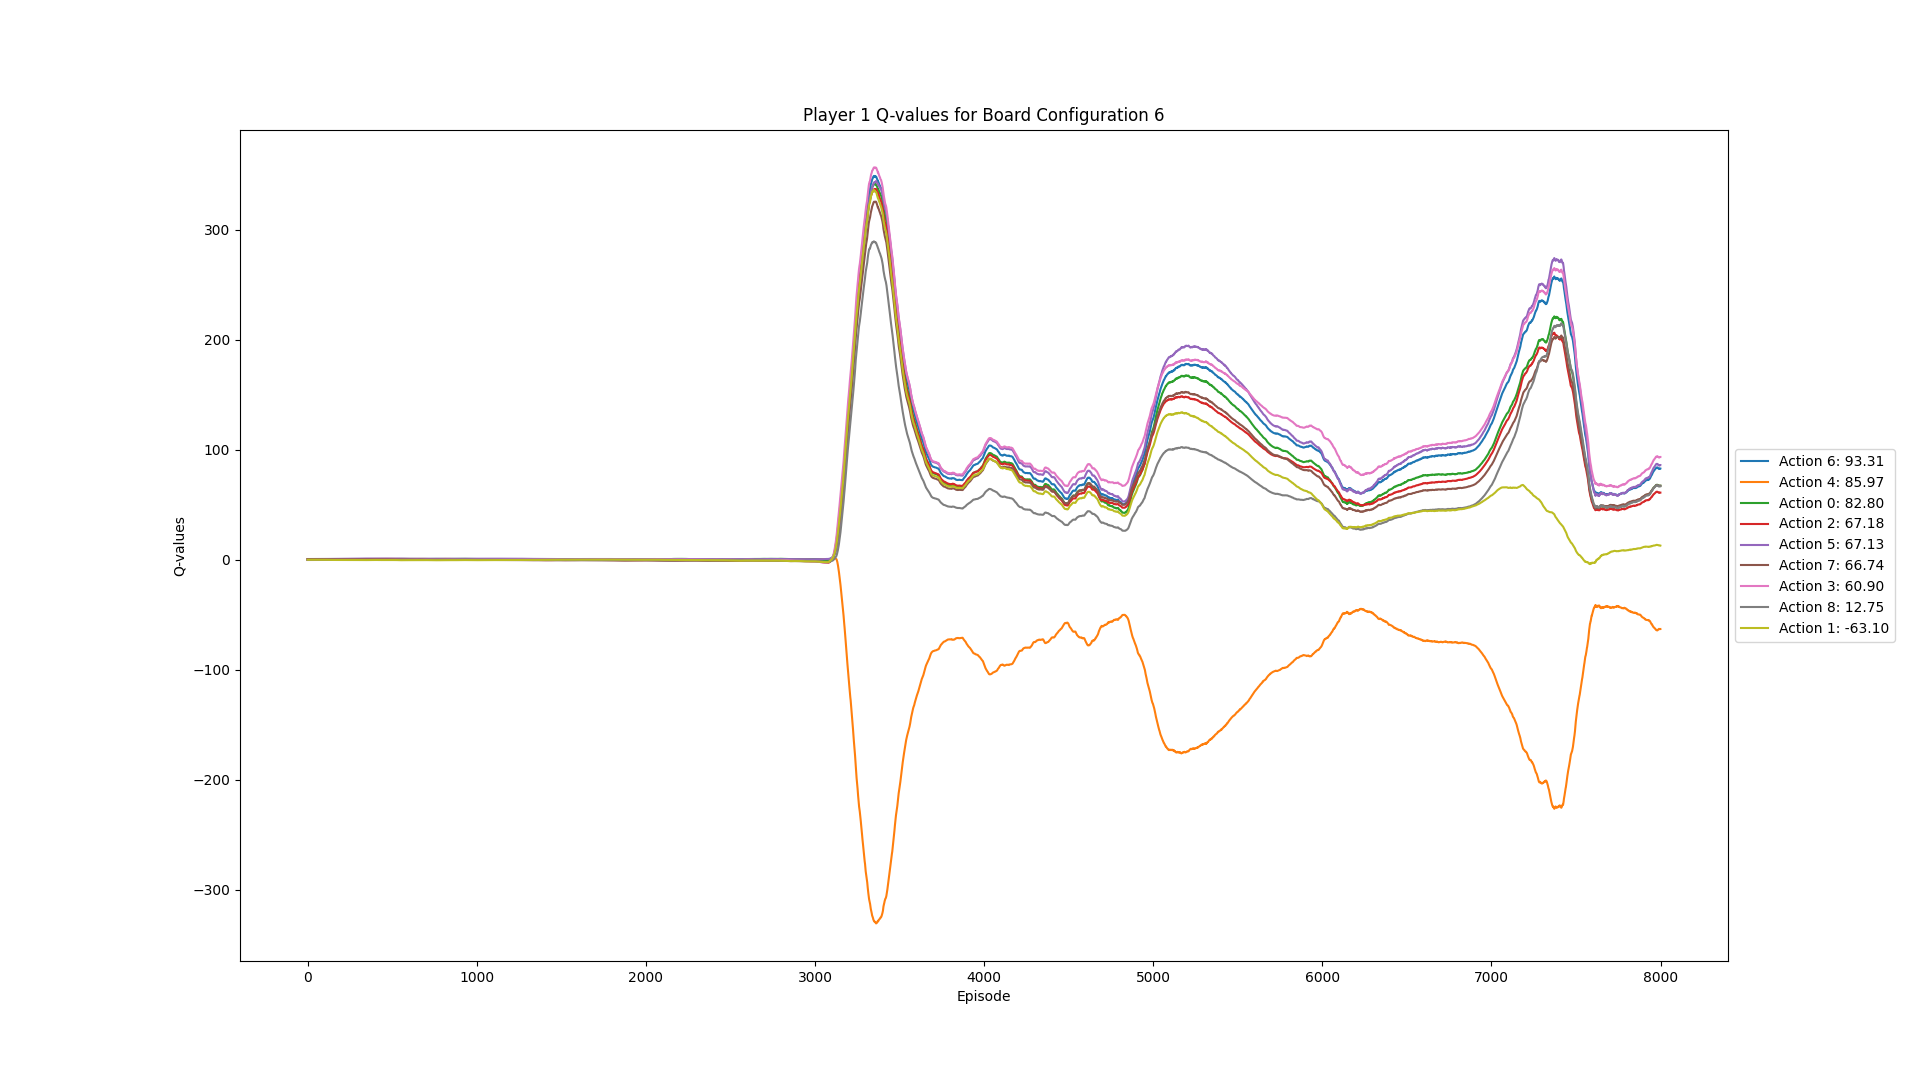 Player 1 Q-values for Board Configuration 6
300
200
100
0
−100
−200
−300
Q-values
0
1000
2000
3000
4000
5000
6000
7000
8000
Episode
Action 6: 93.31
Action 4: 85.97
Action 0: 82.80
Action 2: 67.18
Action 5: 67.13
Action 7: 66.74
Action 3: 60.90
Action 8: 12.75
Action 1: -63.10